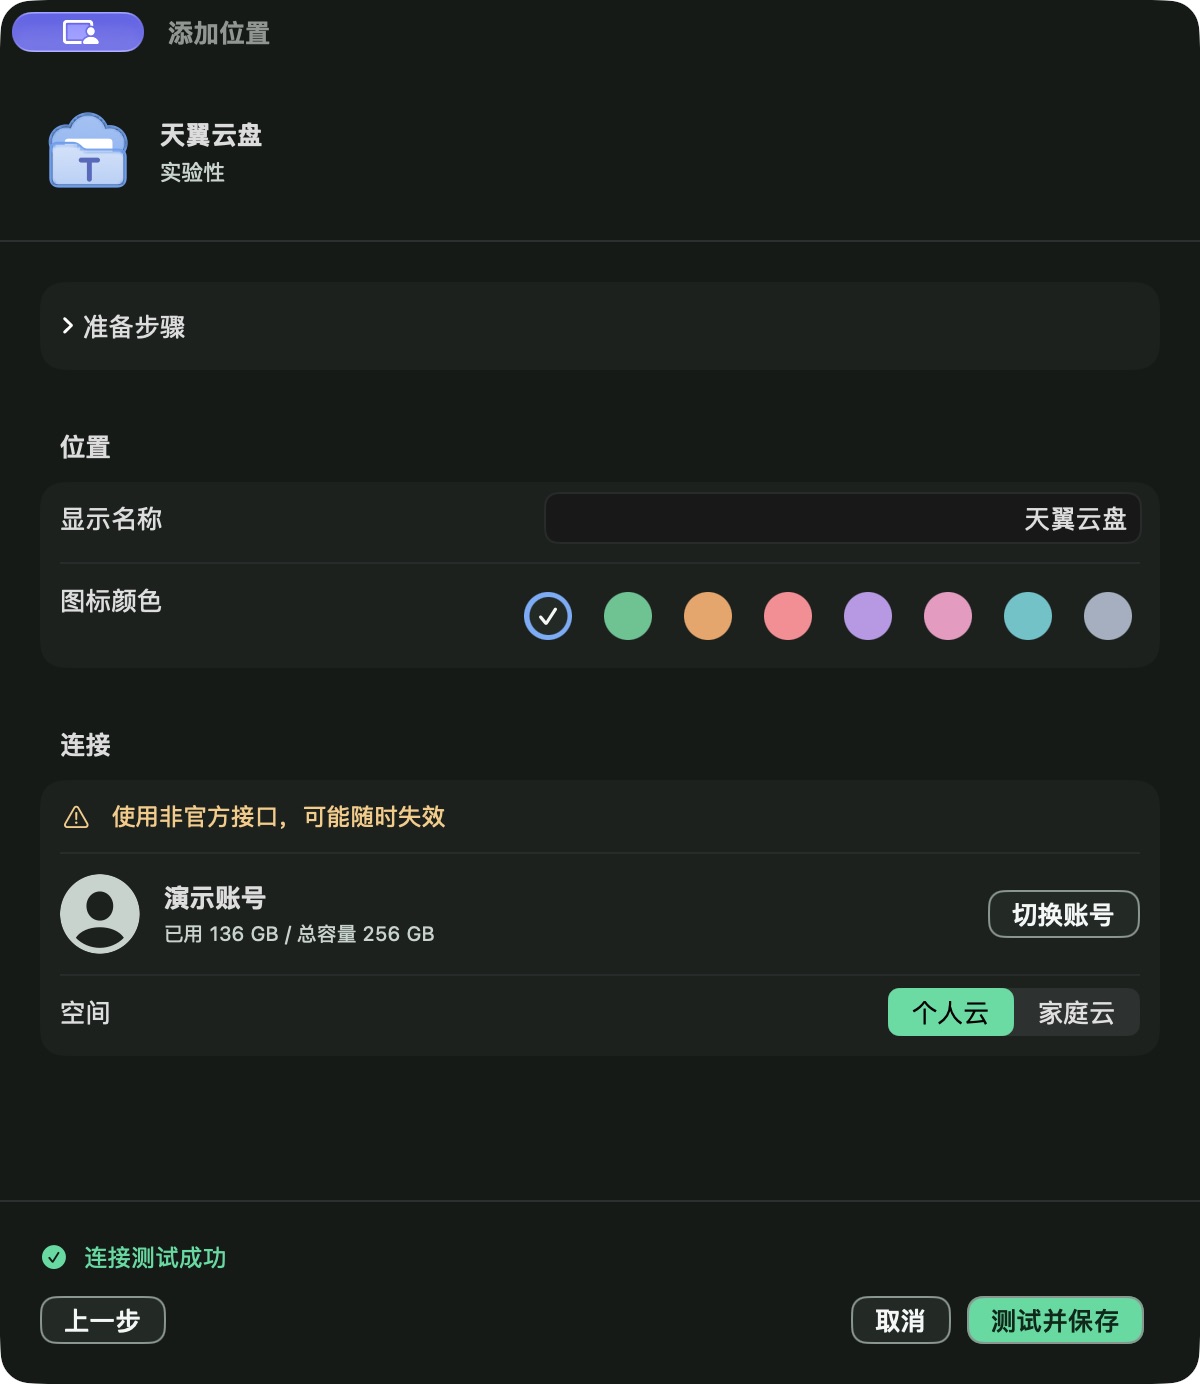 添加位置
天翼云盘
T
实验性
准备步骤
位置
显示名称
天翼云盘
图标颜色
连接
使用非官方接口，可能随时失效
演示账号
已用 136 GB / 总容量 256 GB
切换账号
空间
个人云
家庭云
连接测试成功
上一步
取消
测试并保存